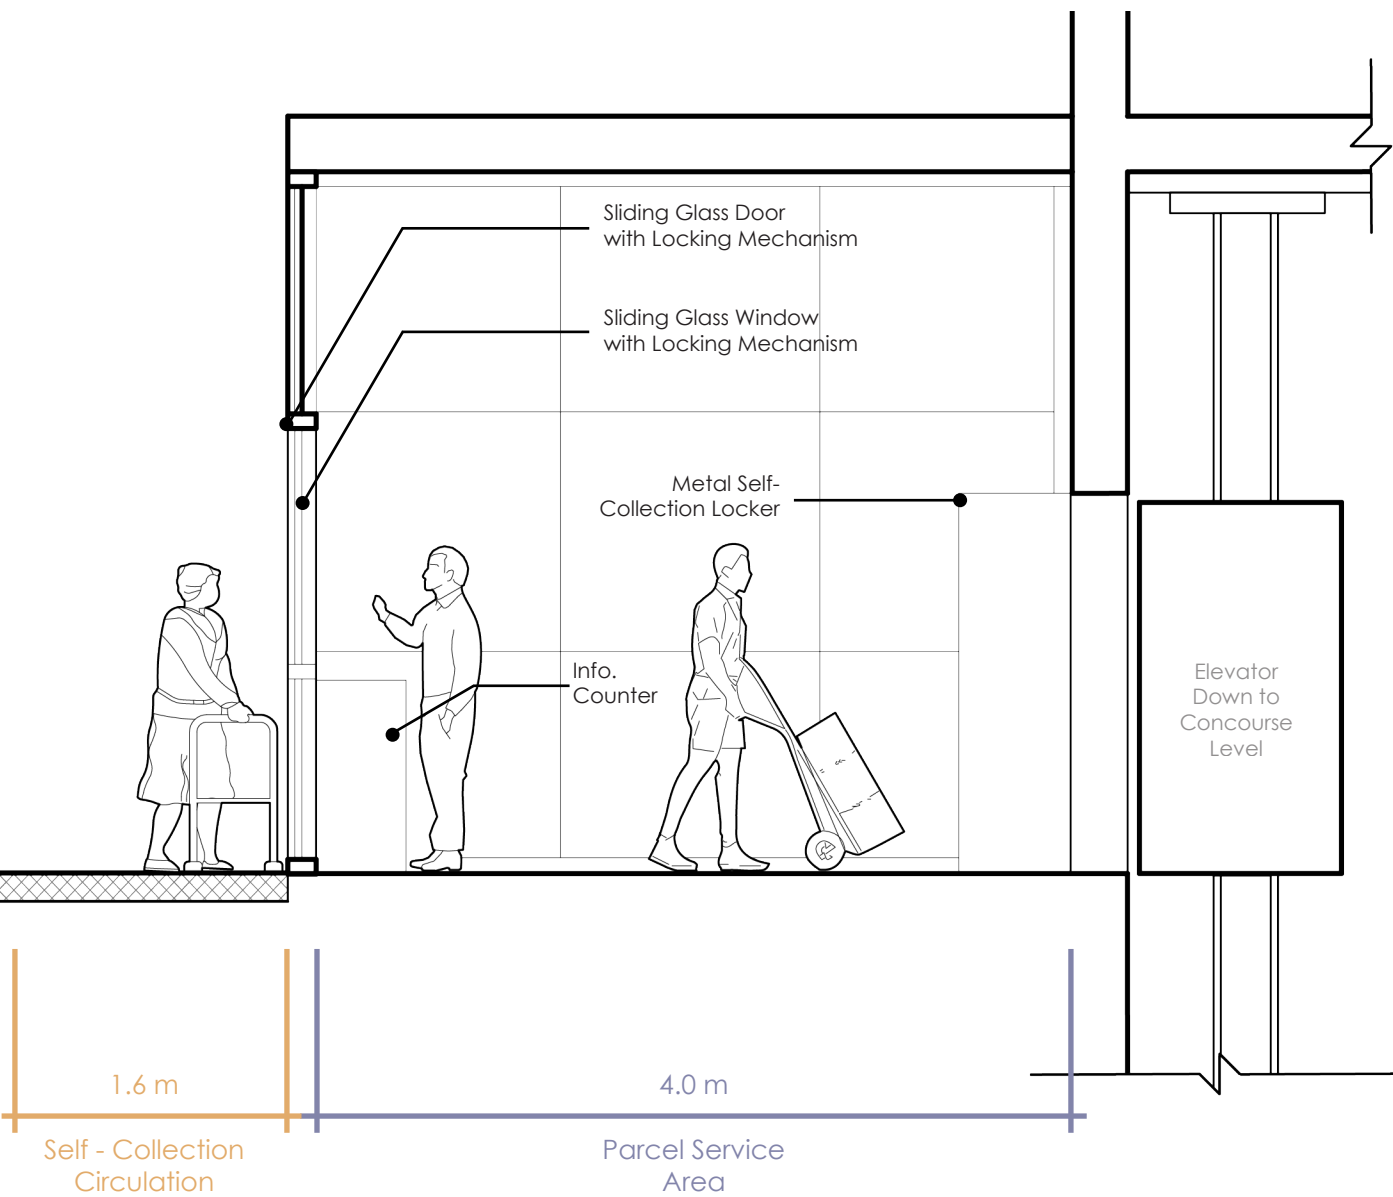 Sliding Glass Door
with Locking Mechanism
Sliding Glass Window
with Locking Mechanism
Metal Self-
Collection Locker
Info.
Counter
Elevator
Down to
Concourse
Level
1.6 m
4.0 m
Self - Collection
Circulation
Parcel Service
Area